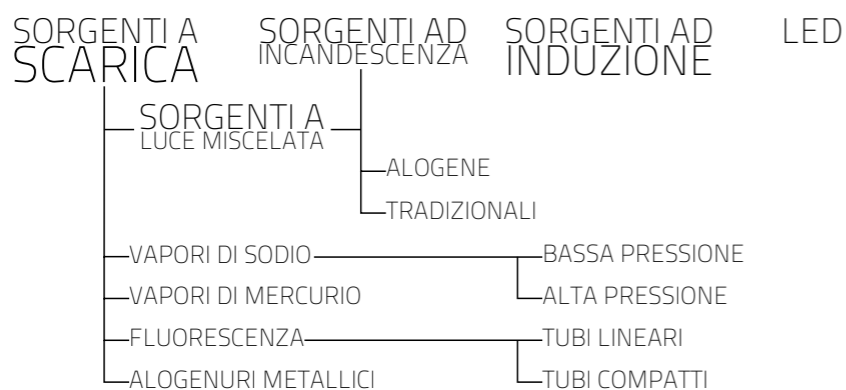 SORGENTI A
SCARICA
SORGENTI AD
INCANDESCENZA
SORGENTI AD
INDUZIONE
LED
SORGENTI A
LUCE MISCELATA
ALOGENE
TRADIZIONALI
VAPORI DI SODIO
BASSA PRESSIONE
VAPORI DI MERCURIO
ALTA PRESSIONE
FLUORESCENZA
TUBI LINEARI
ALOGENURI METALLICI
TUBI COMPATTI